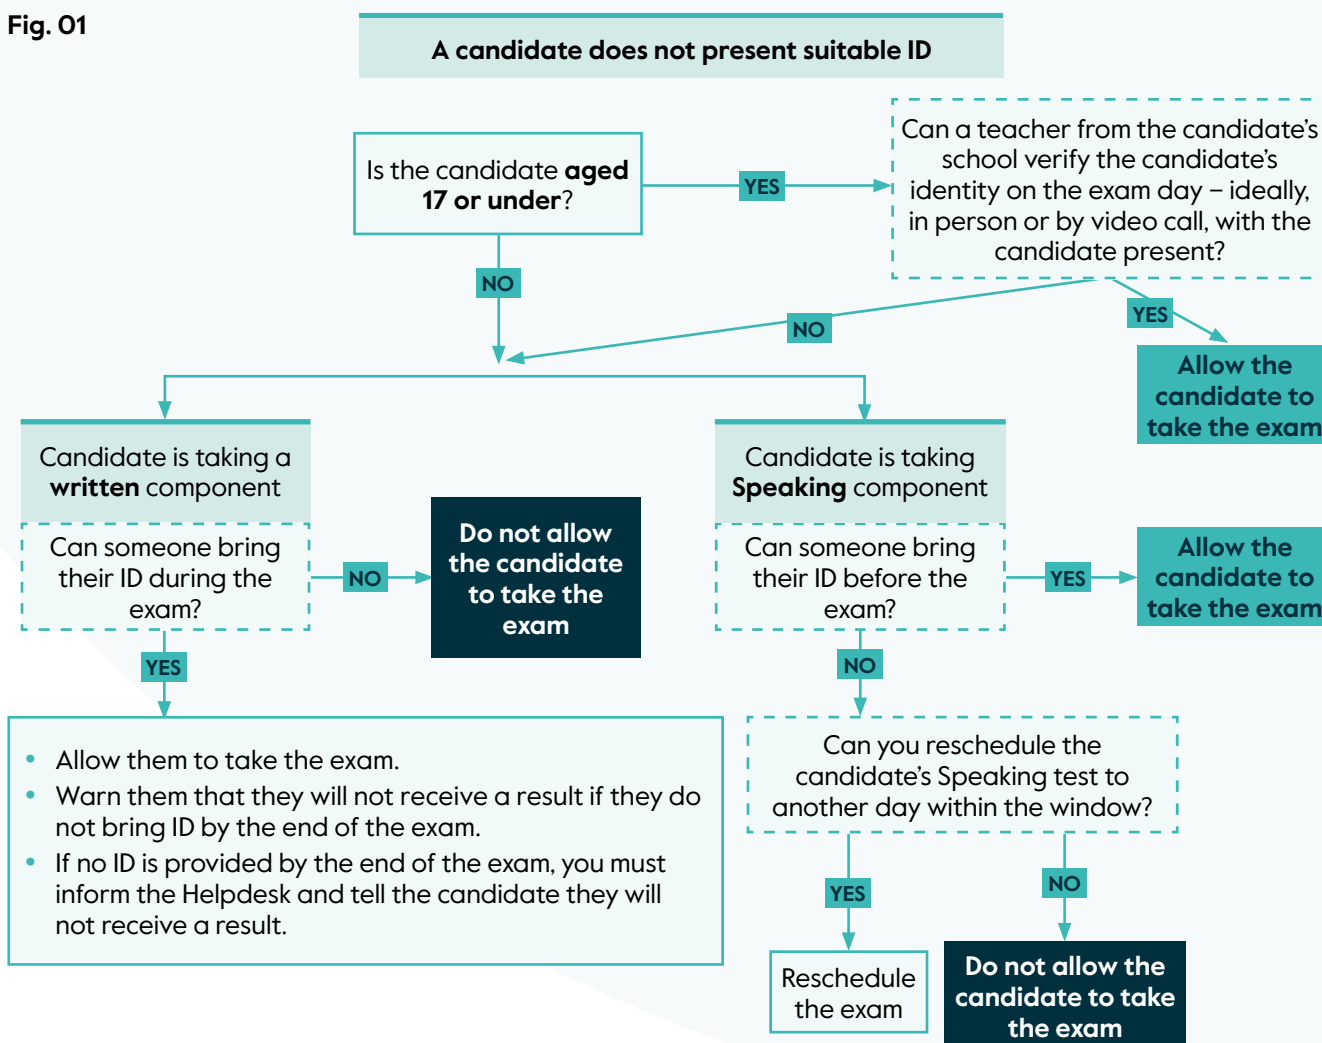 Fig. 01
A candidate does not present suitable ID
Is the candidate aged
17 or under?
YES
Can a teacher from the candidate's
school verify the candidate's
identity on the exam day – ideally,
in person or by video call, with the
candidate present?
NO
NO
YES
Allow the
candidate to
take the exam
Candidate is taking a
written component
Can someone bring
their ID during the
exam?
NO
Do not allow
the candidate
to take the
exam
Candidate is taking
Speaking component
Can someone bring
their ID before the
exam?
YES
Allow the
candidate to
take the exam
YES
NO
• Allow them to take the exam.
• Warn them that they will not receive a result if they do
not bring ID by the end of the exam.
• If no ID is provided by the end of the exam, you must
inform the Helpdesk and tell the candidate they will
not receive a result.
Can you reschedule the
candidate's Speaking test to
another day within the window?
YES
NO
Reschedule
the exam
Do not allow the
candidate to take
the exam